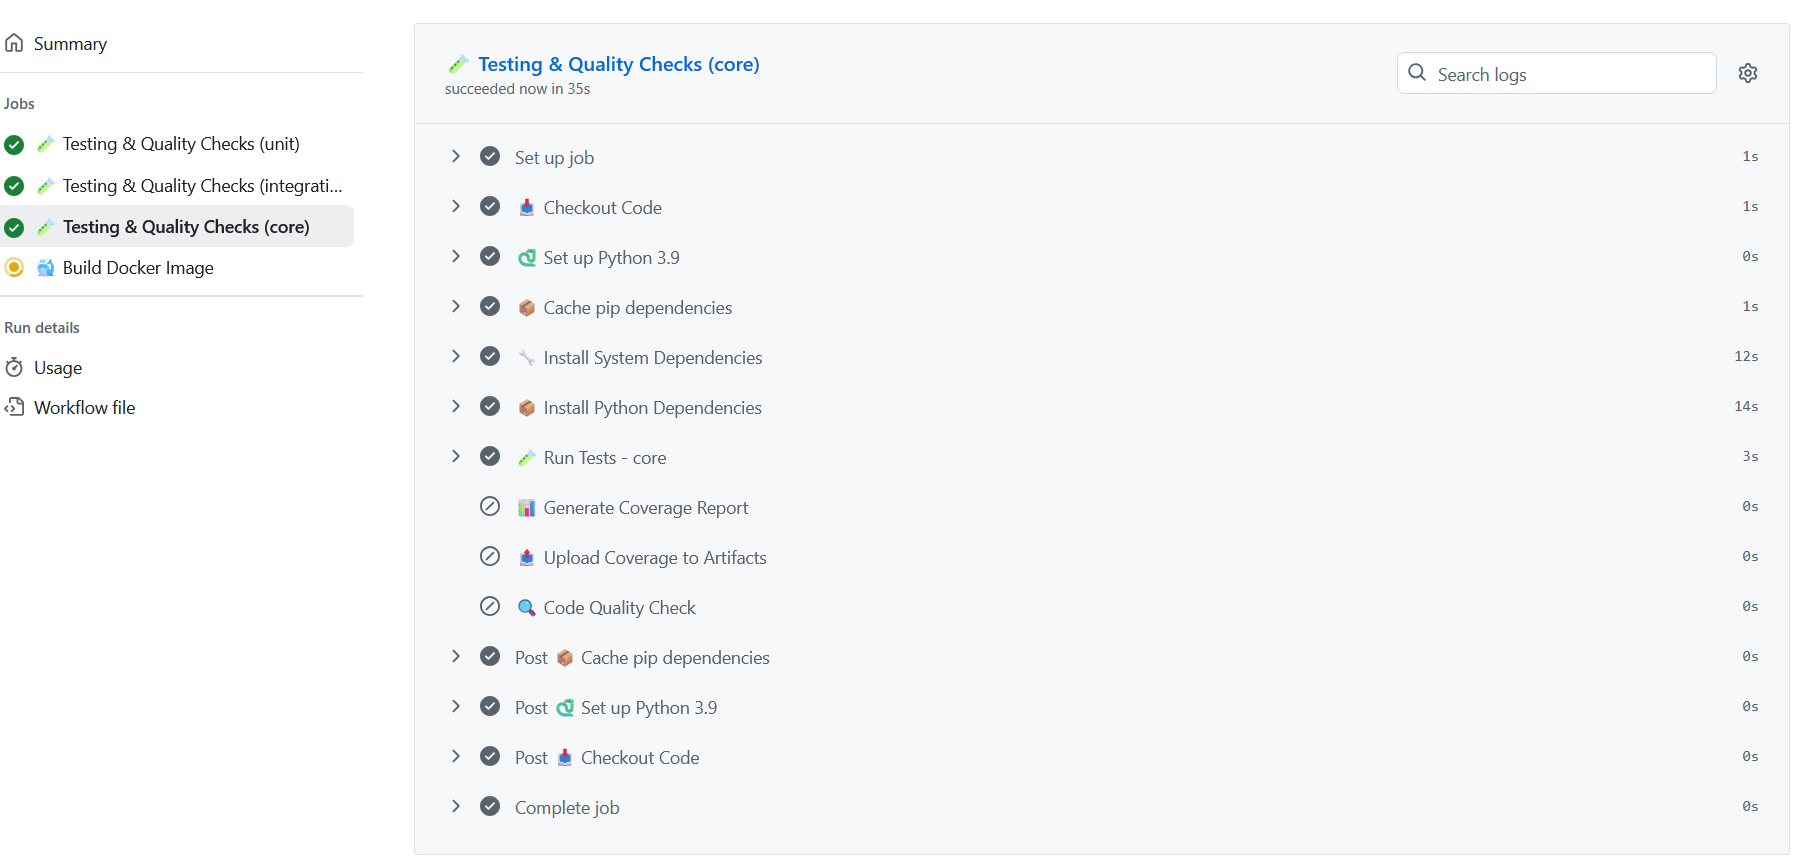 Summary
Jobs
Testing & Quality Checks (unit)
Testing & Quality Checks (integrati...
Testing & Quality Checks (core)
Build Docker Image
Run details
Usage
Workflow file
Testing & Quality Checks (core)
succeeded now in 35s
Search logs
Set up job 1s
Checkout Code 1s
Set up Python 3.9 0s
Cache pip dependencies 1s
Install System Dependencies 12s
Install Python Dependencies 14s
Run Tests - core 3s
Generate Coverage Report 0s
Upload Coverage to Artifacts 0s
Code Quality Check 0s
Post Cache pip dependencies 0s
Post Set up Python 3.9 0s
Post Checkout Code 0s
Complete job 0s